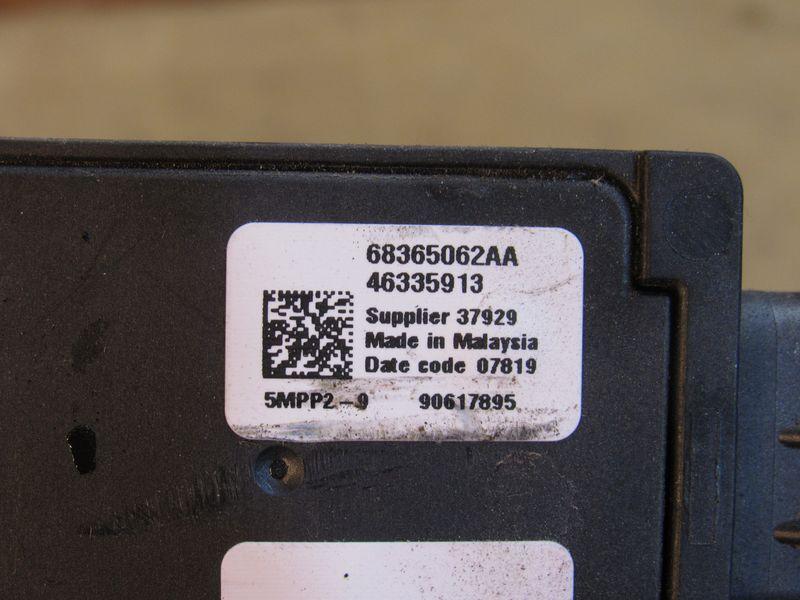 68365062AA
46335913
Supplier 37929
Made in Malaysia
Date code 07819
5MPP2-9 90617895